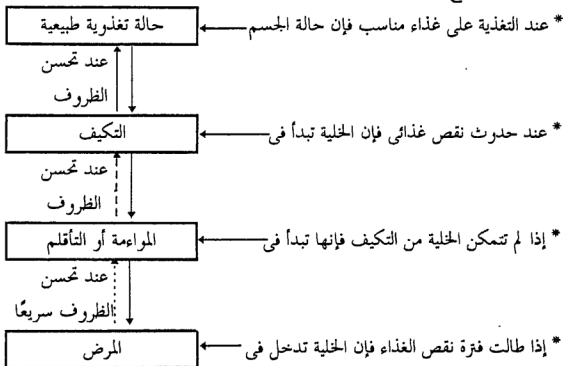 * عند التغذية على غذاء مناسب فإن حالة الجسم
حالة تغذوية طبيعية
عند تحسن
الظروف
* عند حدوث نقص غذائى فإن الخلية تبدأ فى
التكيف
عند تحسن
الظروف
* إذا لم تتمكن الخلية من التكيف فإنها تبدأ فى
المواءمة أو التأقلم
عند تحسن
الظروف سريعًا
* إذا طالت فترة نقص الغذاء فإن الخلية تدخل فى
المرض